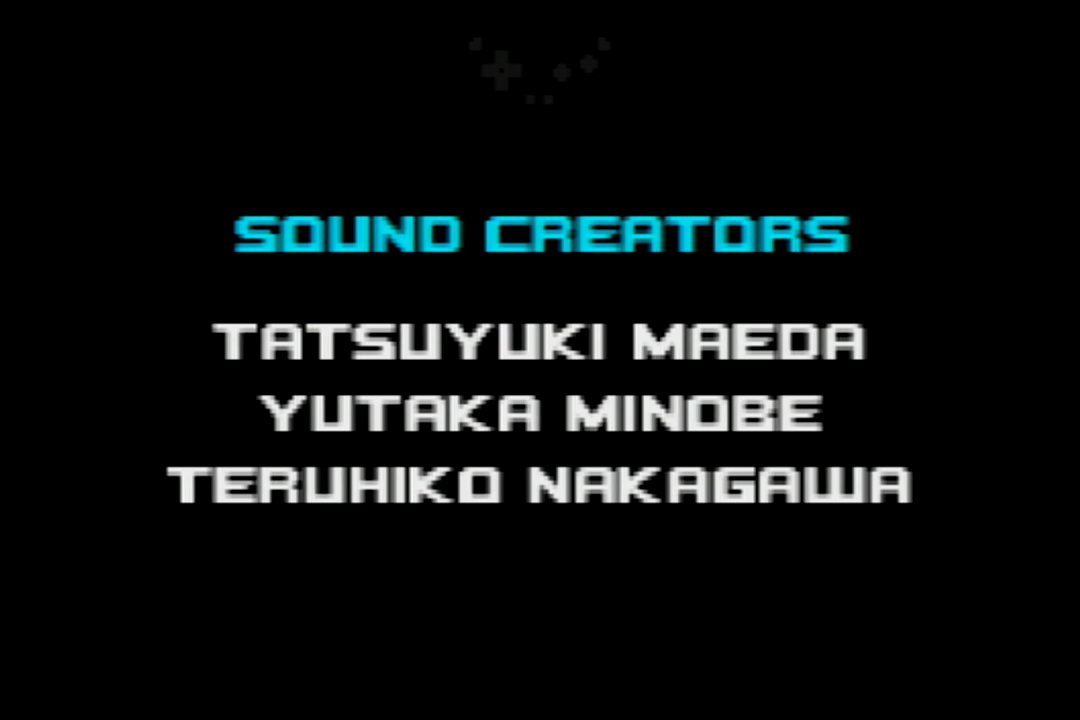 SOUND CREATORS
TATSUYUKI MAEDA
YUTAKA MINOBE
TERUHIKO NAKAGAWA